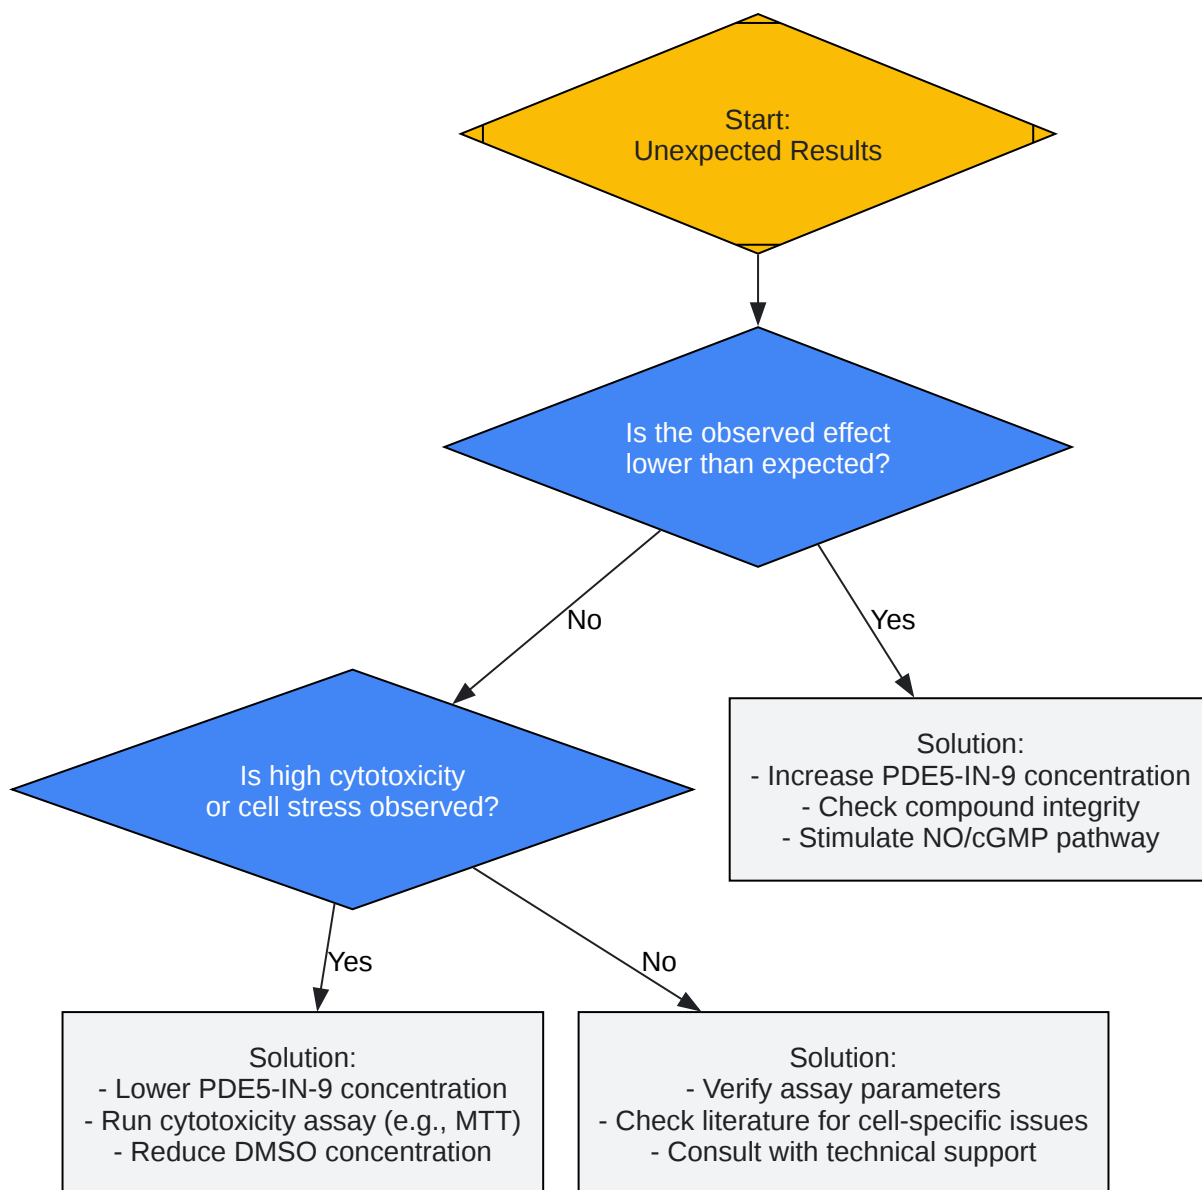 Start:
Unexpected Results
Is the observed effect
lower than expected?
No
Yes
Is high cytotoxicity
or cell stress observed?
Solution:
- Increase PDE5-IN-9 concentration
- Check compound integrity
- Stimulate NO/cGMP pathway
Yes
No
Solution:
- Lower PDE5-IN-9 concentration
- Run cytotoxicity assay (e.g., MTT)
- Reduce DMSO concentration
Solution:
- Verify assay parameters
- Check literature for cell-specific issues
- Consult with technical support